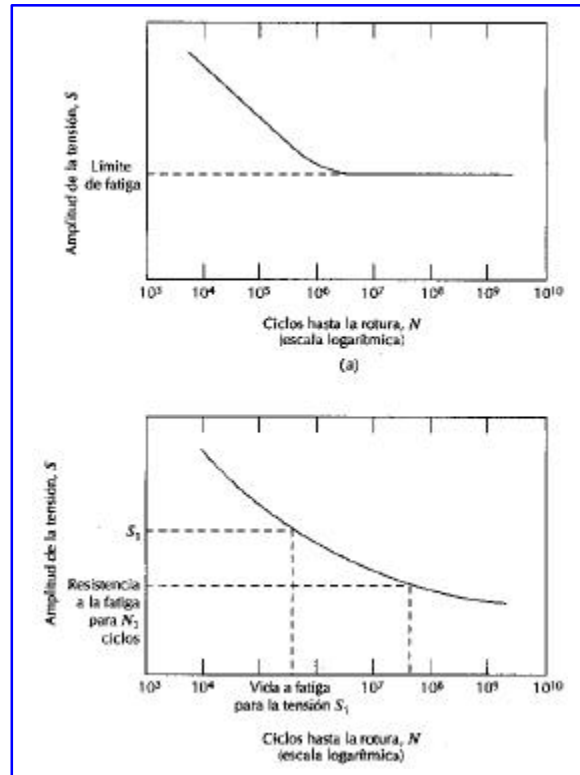 Amplitud de la tensión, S
Límite
de fatiga
10³ 10⁴ 10⁵ 10⁶ 10⁷ 10⁸ 10⁹ 10¹⁰
Ciclos hasta la rotura, N
(escala logarítmica)
(a)
Amplitud de la tensión, S
S₁
Resistencia
a la fatiga
para N₁
ciclos
10³ 10⁴ Vida a fatiga 10⁷ 10⁸ 10⁹ 10¹⁰
para la tensión S₁
Ciclos hasta la rotura, N
(escala logarítmica)